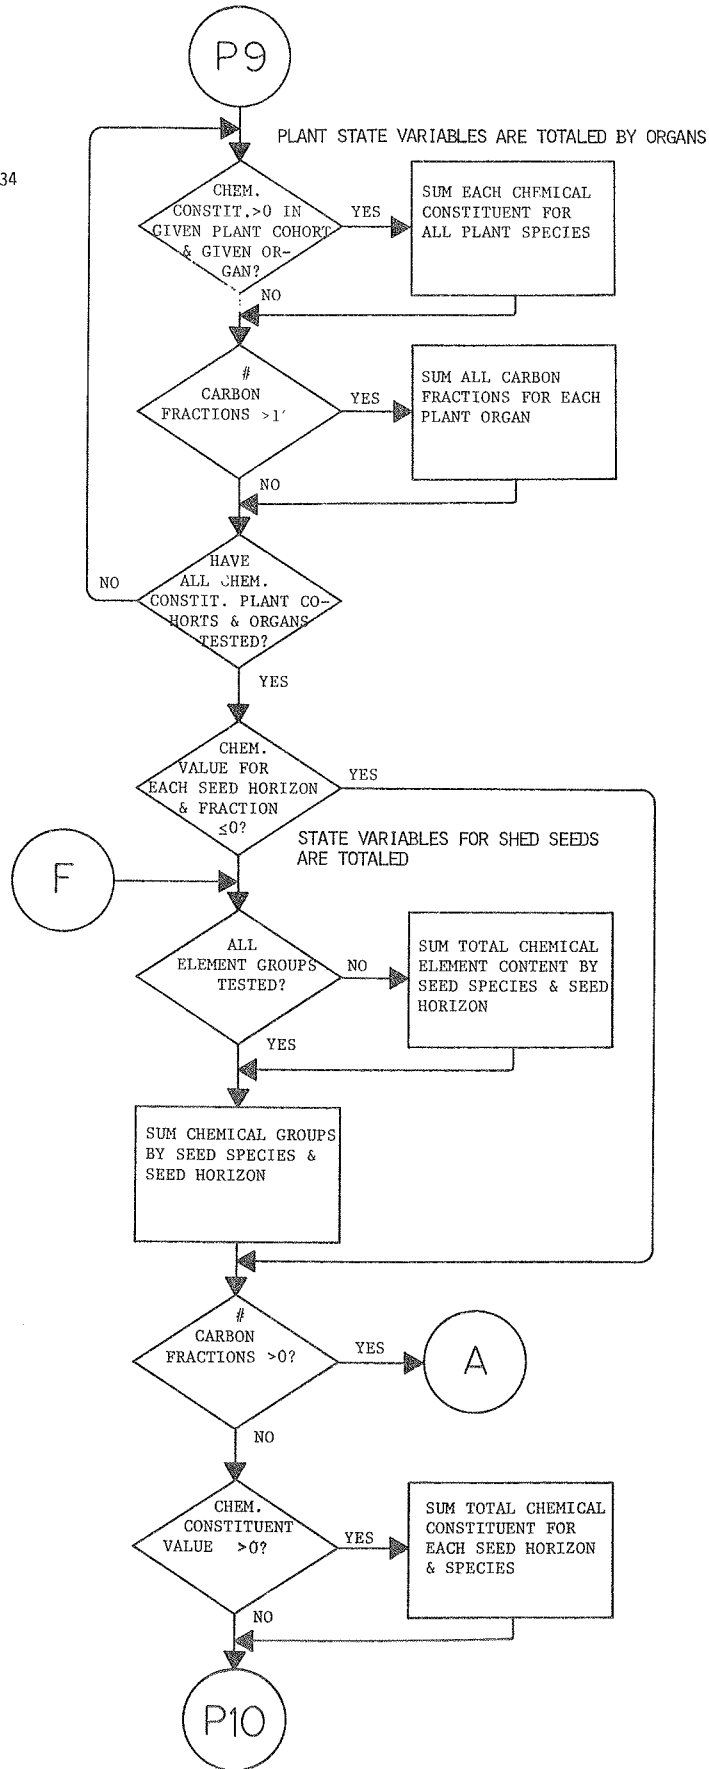 P9
PLANT STATE VARIABLES ARE TOTALED BY ORGANS
34
CHEM.
CONSTIT.>0 IN
GIVEN PLANT COHORT
& GIVEN OR-
GAN?
YES
SUM EACH CHEMICAL
CONSTITUENT FOR
ALL PLANT SPECIES
NO
#
CARBON
FRACTIONS >1
YES
SUM ALL CARBON
FRACTIONS FOR EACH
PLANT ORGAN
NO
HAVE
ALL CHEM.
CONSTIT. PLANT CO-
HORTS & ORGANS
TESTED?
NO
YES
CHEM.
VALUE FOR
EACH SEED HORIZON
& FRACTION
≤0?
YES
STATE VARIABLES FOR SHED SEEDS
ARE TOTALED
F
ALL
ELEMENT GROUPS
TESTED?
NO
SUM TOTAL CHEMICAL
ELEMENT CONTENT BY
SEED SPECIES & SEED
HORIZON
YES
SUM CHEMICAL GROUPS
BY SEED SPECIES &
SEED HORIZON
#
CARBON
FRACTIONS >0?
YES
A
NO
CHEM.
CONSTITUENT
VALUE >0?
YES
SUM TOTAL CHEMICAL
CONSTITUENT FOR
EACH SEED HORIZON
& SPECIES
NO
P10